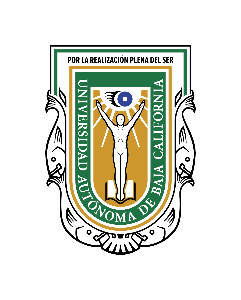 POR LA REALIZACIÓN PLENA DEL SER
UNIVERSIDAD AUTÓNOMA DE BAJA CALIFORNIA